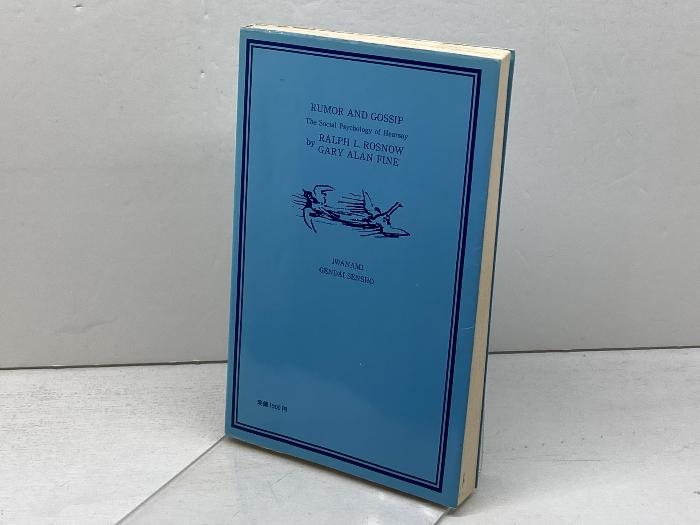 RUMOR AND GOSSIP
The Social Psychology of Hearsay
by RALPH L. ROSNOW
GARY ALAN FINE
IWANAMI
GENDAI SENSHO
定価1500円